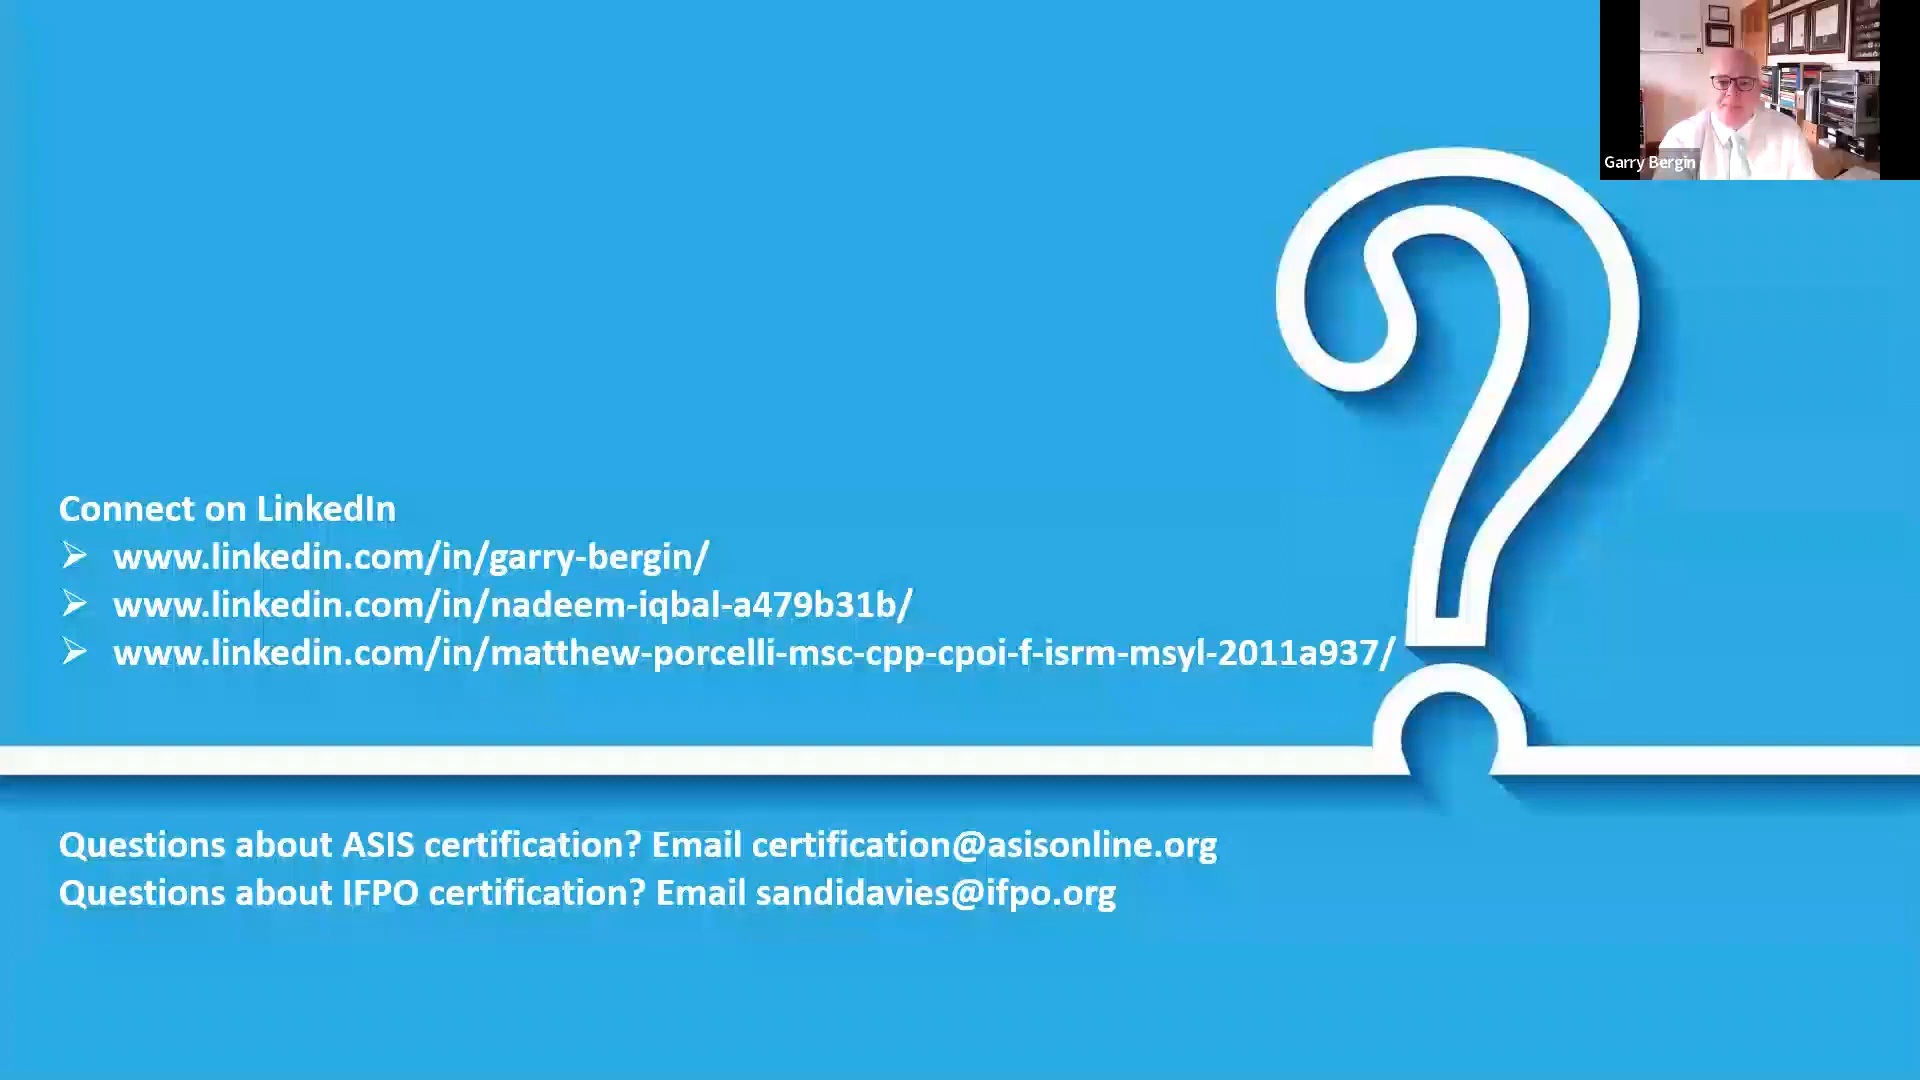 Garry Bergin
Connect on LinkedIn
www.linkedin.com/in/garry-bergin/
www.linkedin.com/in/nadeem-iqbal-a479b31b/
www.linkedin.com/in/matthew-porcelli-msc-cpp-cpoi-f-isrm-msyl-2011a937/
Questions about ASIS certification? Email certification@asisonline.org
Questions about IFPO certification? Email sandidavies@ifpo.org